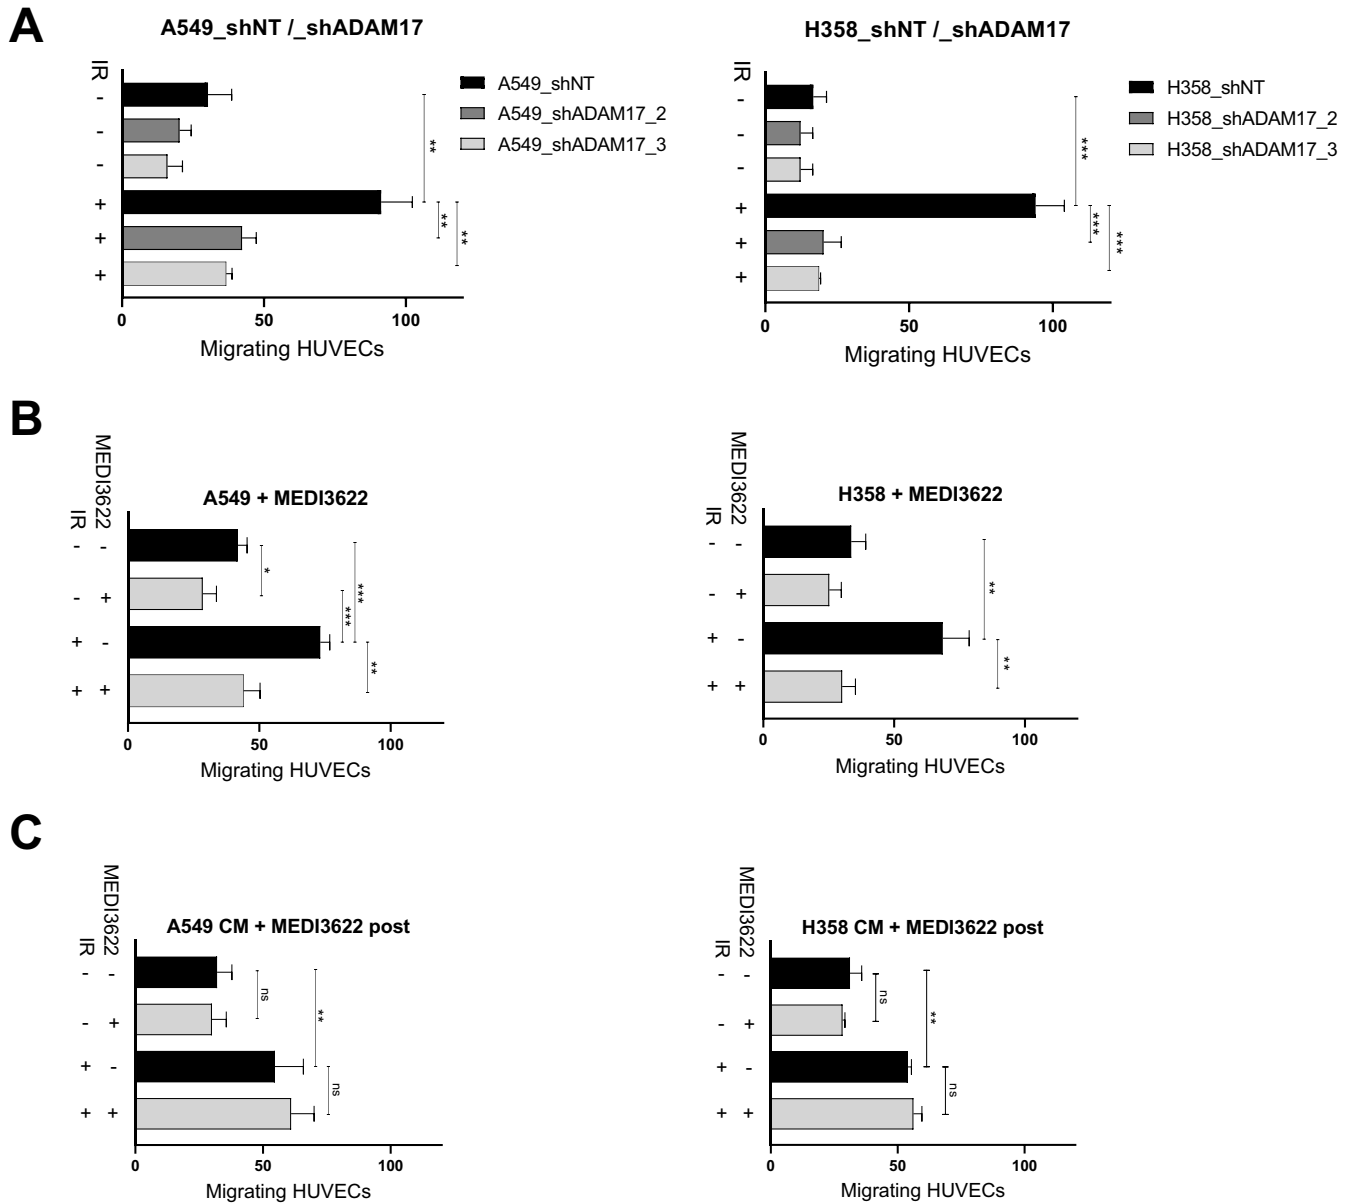 A
A549_shNT /_shADAM17
IR
-
-
-
+
+
+
**
**
**
A549_shNT
A549_shADAM17_2
A549_shADAM17_3
0 50 100
Migrating HUVECs
H358_shNT /_shADAM17
IR
-
-
-
+
+
+
***
***
***
H358_shNT
H358_shADAM17_2
H358_shADAM17_3
0 50 100
Migrating HUVECs
B
A549 + MEDI3622
IR MEDI3622
- -
- +
+ -
+ +
*
***
***
**
0 50 100
Migrating HUVECs
H358 + MEDI3622
IR MEDI3622
- -
- +
+ -
+ +
**
**
0 50 100
Migrating HUVECs
C
A549 CM + MEDI3622 post
IR MEDI3622
- -
- +
+ -
+ +
ns
**
ns
0 50 100
Migrating HUVECs
H358 CM + MEDI3622 post
IR MEDI3622
- -
- +
+ -
+ +
ns
**
ns
0 50 100
Migrating HUVECs